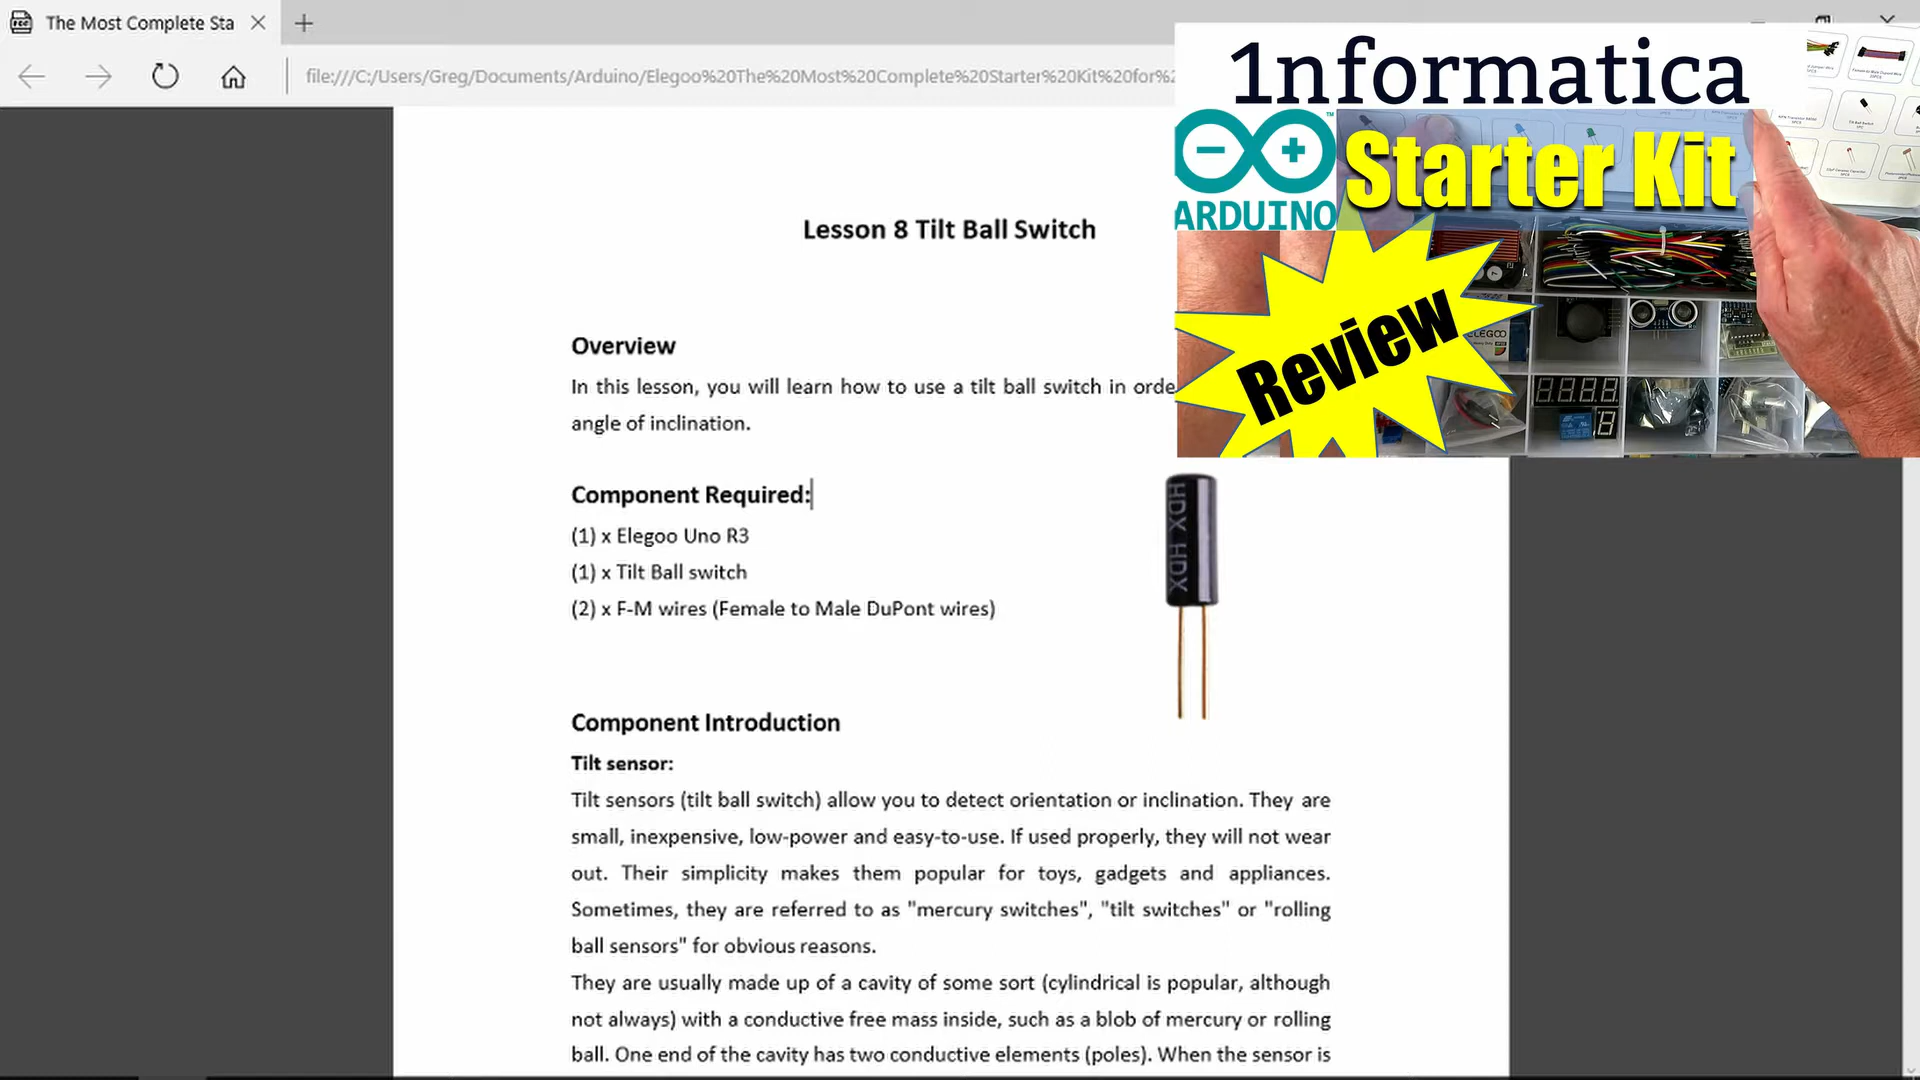 The Most Complete Sta
file:///C:/Users/Greg/Documents/Arduino/Elegoo%20The%20Most%20Complete%20Starter%20Kit%20for%2
1nformatica
ARDUINO
Starter Kit
Review
ELEGOO
Lesson 8 Tilt Ball Switch
Overview
In this lesson, you will learn how to use a tilt ball switch in orde
angle of inclination.
Component Required:
(1) x Elegoo Uno R3
(1) x Tilt Ball switch
(2) x F-M wires (Female to Male DuPont wires)
HDX HDX
Component Introduction
Tilt sensor:
Tilt sensors (tilt ball switch) allow you to detect orientation or inclination. They are
small, inexpensive, low-power and easy-to-use. If used properly, they will not wear
out. Their simplicity makes them popular for toys, gadgets and appliances.
Sometimes, they are referred to as "mercury switches", "tilt switches" or "rolling
ball sensors" for obvious reasons.
They are usually made up of a cavity of some sort (cylindrical is popular, although
not always) with a conductive free mass inside, such as a blob of mercury or rolling
ball. One end of the cavity has two conductive elements (poles). When the sensor is